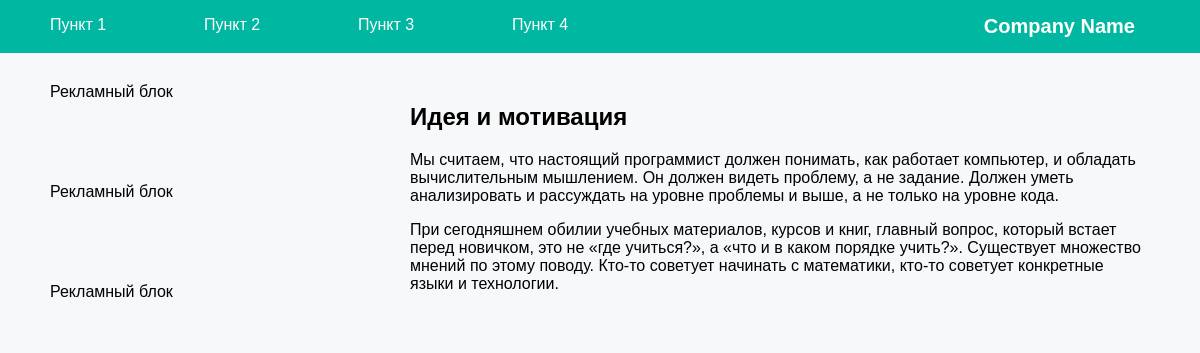 Пункт 1
Пункт 2
Пункт 3
Пункт 4
Company Name
Рекламный блок
Рекламный блок
Рекламный блок
Идея и мотивация
Мы считаем, что настоящий программист должен понимать, как работает компьютер, и обладать
вычислительным мышлением. Он должен видеть проблему, а не задание. Должен уметь
анализировать и рассуждать на уровне проблемы и выше, а не только на уровне кода.
При сегодняшнем обилии учебных материалов, курсов и книг, главный вопрос, который встает
перед новичком, это не «где учиться?», а «что и в каком порядке учить?». Существует множество
мнений по этому поводу. Кто-то советует начинать с математики, кто-то советует конкретные
языки и технологии.